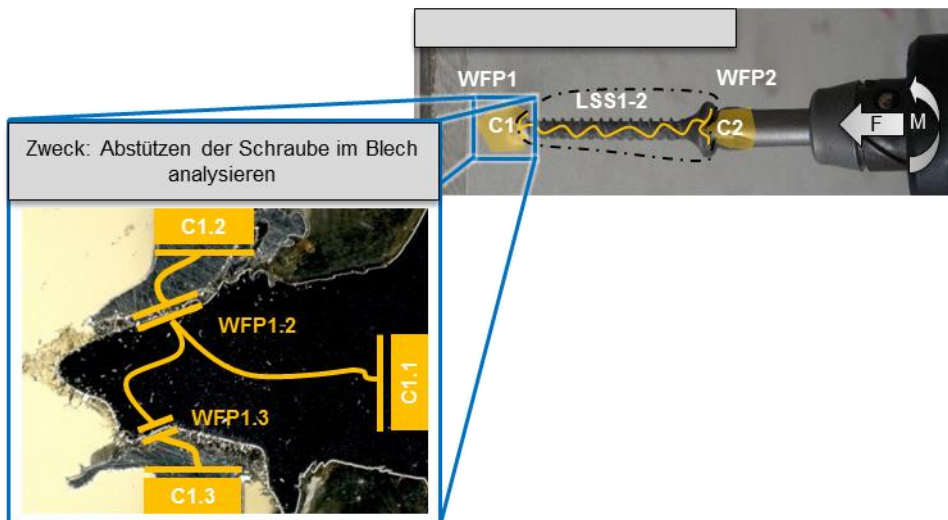 WFP1
WFP2
LSS1-2
C1
C2
F
M
Zweck: Abstützen der Schraube im Blech
analysieren
C1.2
WFP1.2
C1.1
WFP1.3
C1.3